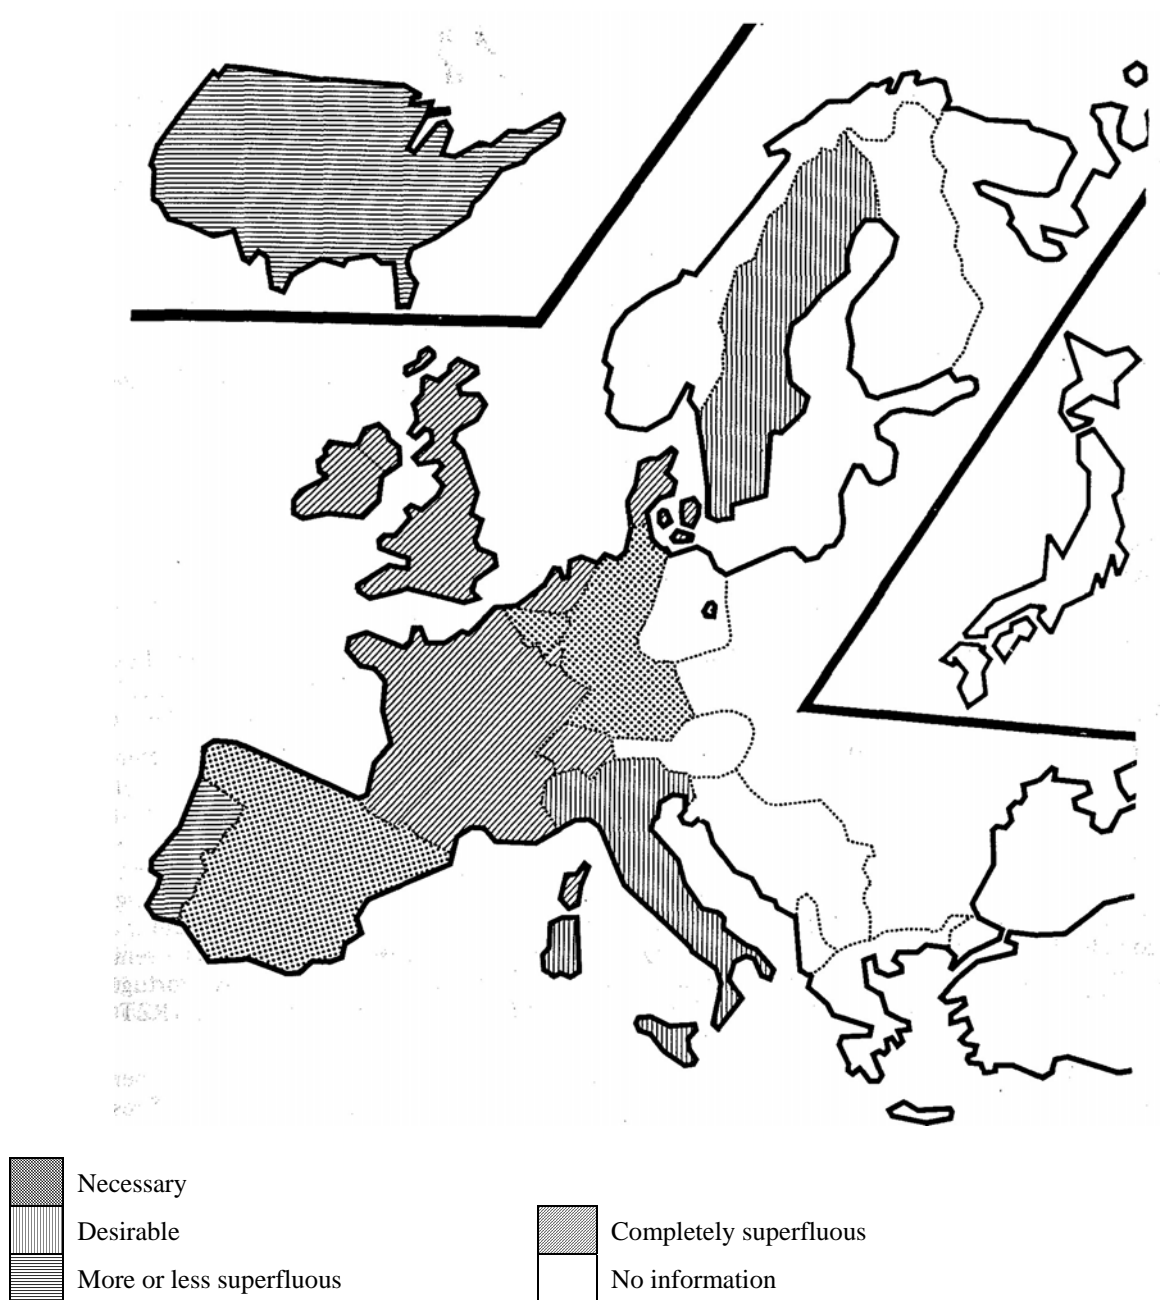 Necessary
Desirable
Completely superfluous
More or less superfluous
No information